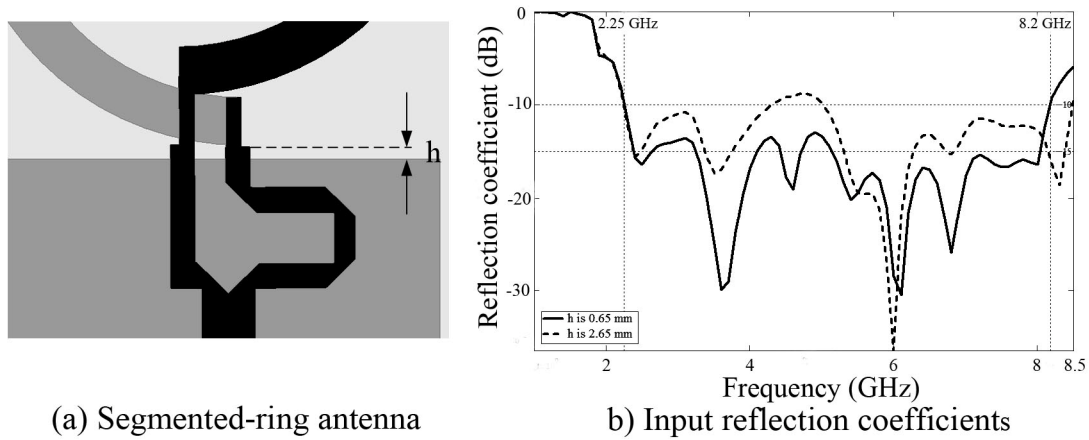 h
0
-10
-20
-30
Reflection coefficient (dB)
2.25 GHz
8.2 GHz
10
h is 0.65 mm
h is 2.65 mm
2
4
6
8
8.5
Frequency (GHz)
(a) Segmented-ring antenna
b) Input reflection coefficients